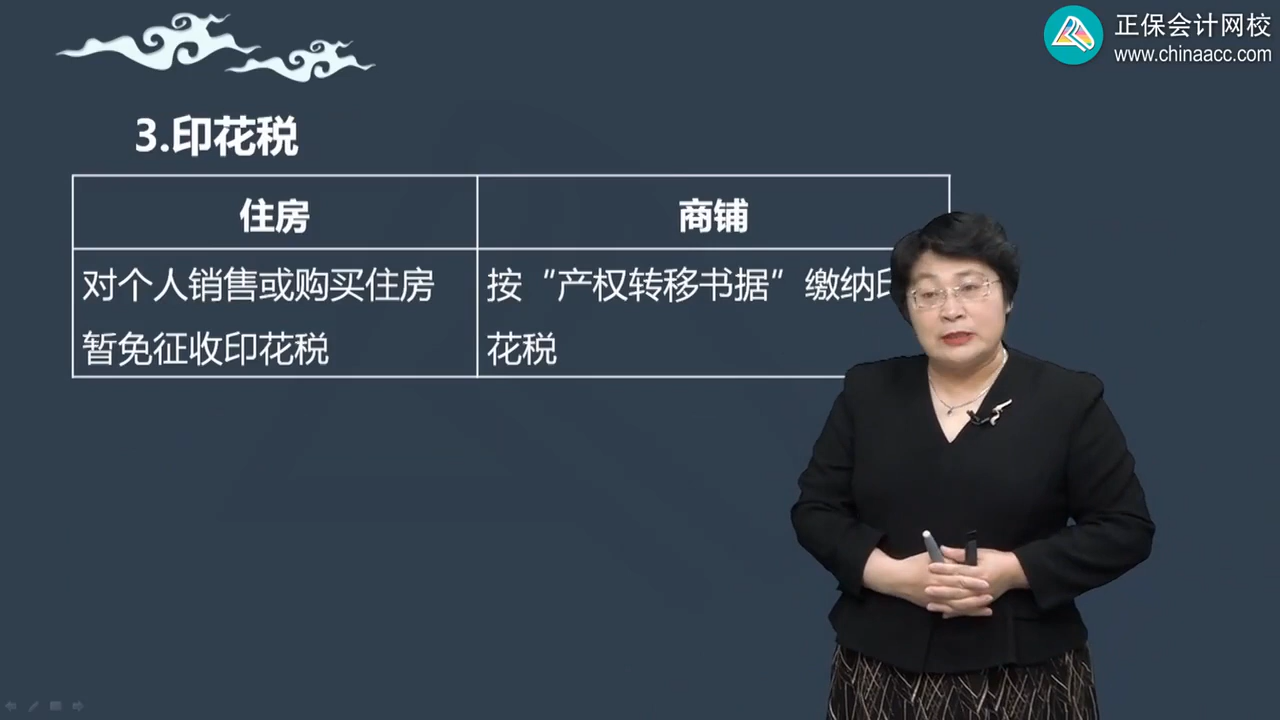 正保会计网校
www.chinaacc.com
3.印花税
住房
商铺
对个人销售或购买住房
暂免征收印花税
按“产权转移书据”缴纳印
花税